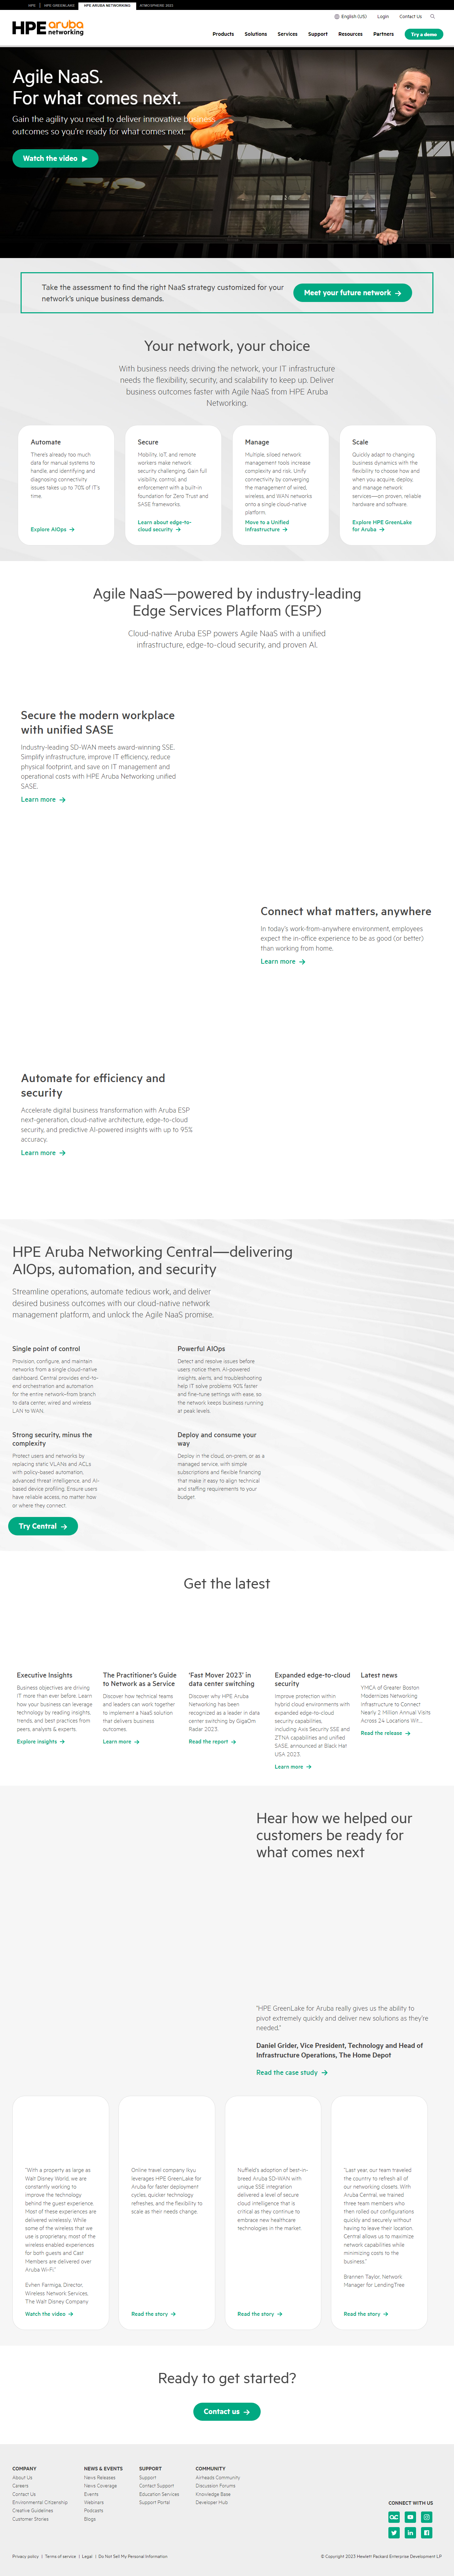 HPE
HPE GREENLAKE
HPE ARUBA NETWORKING
English (US)
Login
Contact Us
HPE aruba
networking
Products
Solutions
Services
Support
Resources
Partners
Try a demo
Agile NaaS.
For what comes next.
Gain the agility you need to deliver innovative business
outcomes so you're ready for what comes next.
Watch the video
Take the assessment to find the right NaaS strategy customized for your
network's unique business demands.
Meet your future network
Your network, your choice
With business needs driving the network, your IT infrastructure
needs the flexibility, security, and scalability to keep up. Deliver
business outcomes faster with Agile NaaS from HPE Aruba
Networking.
Automate
There's already too much
data for manual systems to
handle, and identifying and
diagnosing connectivity
issues takes up to 70% of IT's
time.
Explore AIOps
Secure
Mobility, IoT, and remote
workers make network
security challenging. Gain full
visibility, control, and
enforcement with a built-in
foundation for Zero Trust and
SASE frameworks.
Learn about edge-to-
cloud security
Manage
Multiple, siloed network
management tools increase
complexity and risk. Unify
connectivity by converging
the management of wired,
wireless, and WAN networks
onto a single cloud-native
platform.
Move to a Unified
Infrastructure
Scale
Quickly adapt to changing
business dynamics with the
flexibility to choose how and
when you acquire, deploy,
and manage network
services—on proven, reliable
hardware and software.
Explore HPE GreenLake
for Aruba
Agile NaaS—powered by industry-leading
Edge Services Platform (ESP)
Cloud-native Aruba ESP powers Agile NaaS with a unified
infrastructure, edge-to-cloud security, and proven AI.
Secure the modern workplace
with unified SASE
Industry-leading SD-WAN meets award-winning SSE.
Simplify infrastructure, improve IT efficiency, reduce
physical footprint, and save on IT management and
operational costs with HPE Aruba Networking unified
SASE.
Learn more
Connect what matters, anywhere
In today's work-from-anywhere environment, employees
expect the in-office experience to be as good (or better)
than working from home.
Learn more
Automate for efficiency and
security
Accelerate digital business transformation with Aruba ESP
next-generation, cloud-native architecture, edge-to-cloud
security, and predictive AI-powered insights with up to 95%
accuracy.
Learn more
HPE Aruba Networking Central—delivering
AIOps, automation, and security
Streamline operations, automate tedious work, and deliver
desired business outcomes with our cloud-native network
management platform, and unlock the Agile NaaS promise.
Single point of control
Provision, configure, and maintain
networks from a single cloud-native
dashboard. Central provides end-to-
end orchestration and automation
for the entire network–from branch
to data center, wired and wireless
LAN to WAN.
Powerful AIOps
Detect and resolve issues before
users notice them. AI-powered
insights, alerts, and troubleshooting
help IT solve problems 90% faster
and fine-tune settings with ease, so
the network keeps business running
at peak levels.
Strong security, minus the
complexity
Protect users and networks by
replacing static VLANs and ACLs
with policy-based automation,
advanced threat intelligence, and AI-
based device profiling. Ensure users
have reliable access, no matter how
or where they connect.
Deploy and consume your
way
Deploy in the cloud, on-prem, or as a
managed service, with simple
subscriptions and flexible financing
that make it easy to align technical
and staffing requirements to your
budget.
Try Central
Get the latest
Executive Insights
Business objectives are driving
IT more than ever before. Learn
how your business can leverage
technology by reading insights,
trends, and best practices from
peers, analysts & experts.
Explore insights
The Practitioner's Guide
to Network as a Service
Discover how technical teams
and leaders can work together
to implement a NaaS solution
that delivers business
outcomes.
Learn more
'Fast Mover 2023' in
data center switching
Discover why HPE Aruba
Networking has been
recognized as a leader in data
center switching by GigaOm
Radar 2023.
Read the report
Expanded edge-to-cloud
security
Improve protection within
hybrid cloud environments with
expanded edge-to-cloud
security capabilities,
including Axis Security SSE and
ZTNA capabilities and unified
SASE, announced at Black Hat
USA 2023.
Learn more
Latest news
YMCA of Greater Boston
Modernizes Networking
Infrastructure to Connect
Nearly 2 Million Annual Visits
Across 24 Locations Wit...
Read the release
Hear how we helped our
customers be ready for
what comes next
"HPE GreenLake for Aruba really gives us the ability to
pivot extremely quickly and deliver new solutions as they're
needed."
Daniel Grider, Vice President, Technology and Head of
Infrastructure Operations, The Home Depot
Read the case study
"With a property as large as
Walt Disney World, we are
constantly working to
improve the technology
behind the guest experience.
Most of these experiences are
delivered wirelessly. While
some of the wireless that we
use is proprietary, most of the
wireless enabled experiences
for both guests and Cast
Members are delivered over
Aruba Wi-Fi."
Evhen Farmiga, Director,
Wireless Network Services,
The Walt Disney Company
Watch the video
Online travel company Ikyu
leverages HPE GreenLake for
Aruba for faster deployment
cycles, quicker technology
refreshes, and the flexibility to
scale as their needs change.
Read the story
Nuffield's adoption of best-in-
breed Aruba SD-WAN with
unique SSE integration
delivered a level of secure
cloud intelligence that is
critical as they continue to
embrace new healthcare
technologies in the market.
Read the story
"Last year, our team traveled
the country to refresh all of
our networking closets. With
Aruba Central, we trained
three team members who
then rolled out configurations
quickly and securely without
having to leave their location.
Central allows us to maximize
network capabilities while
minimizing costs to the
business."
Brannen Taylor, Network
Manager for LendingTree
Read the story
Ready to get started?
Contact us
COMPANY
About Us
Careers
Contact Us
Environmental Citizenship
Creative Guidelines
Customer Stories
NEWS & EVENTS
News Releases
News Coverage
Events
Webinars
Podcasts
Blogs
SUPPORT
Support
Contact Support
Education Services
Support Portal
COMMUNITY
Airheads Community
Discussion Forums
Knowledge Base
Developer Hub
CONNECT WITH US
Privacy policy | Terms of service | Legal | Do Not Sell My Personal Information
© Copyright 2023 Hewlett Packard Enterprise Development LP